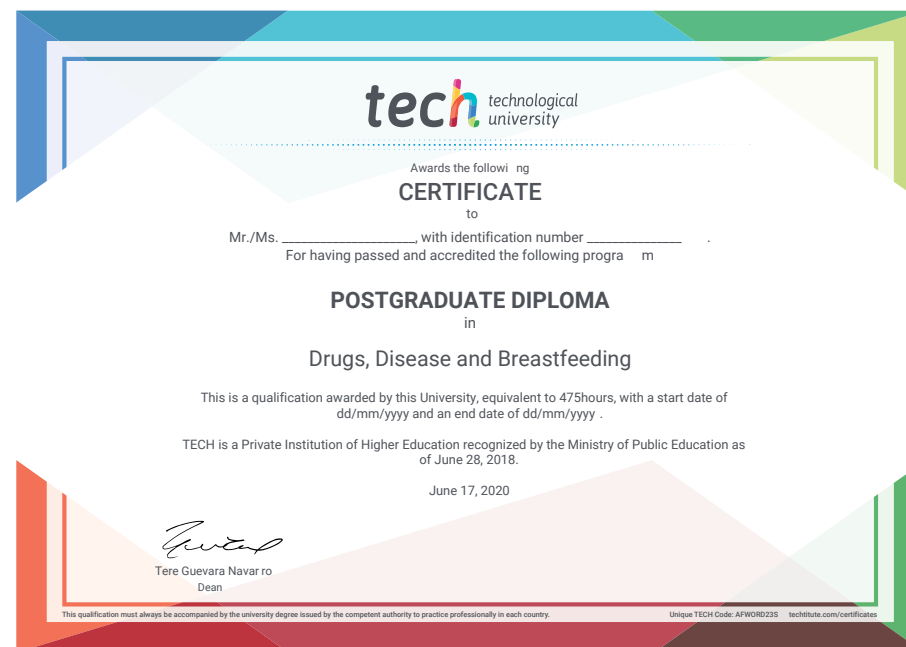 tech technological
university
Awards the followi ng
CERTIFICATE
to
Mr./Ms. ___________________, with identification number ______________ .
For having passed and accredited the following progra m
POSTGRADUATE DIPLOMA
in
Drugs, Disease and Breastfeeding
This is a qualification awarded by this University, equivalent to 475hours, with a start date of
dd/mm/yyyy and an end date of dd/mm/yyyy .
TECH is a Private Institution of Higher Education recognized by the Ministry of Public Education as
of June 28, 2018.
June 17, 2020
Tere Guevara Navar ro
Dean
This qualification must always be accompanied by the university degree issued by the competent authority to practice professionally in each country.
Unique TECH Code: AFWORD23S techtitute.com/certificates